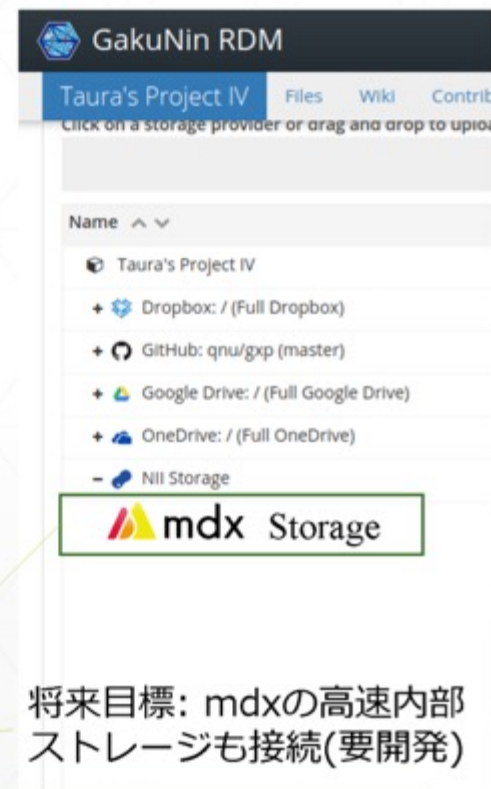 GakuNin RDM
Taura's Project IV Files Wiki Contrib
Click on a storage provider or drag and drop to uploa
Name
Taura's Project IV
+ Dropbox: / (Full Dropbox)
+ GitHub: qnu/gxp (master)
+ Google Drive: / (Full Google Drive)
+ OneDrive: / (Full OneDrive)
− NII Storage
mdx Storage
将来目標: mdxの高速内部
ストレージも接続(要開発)